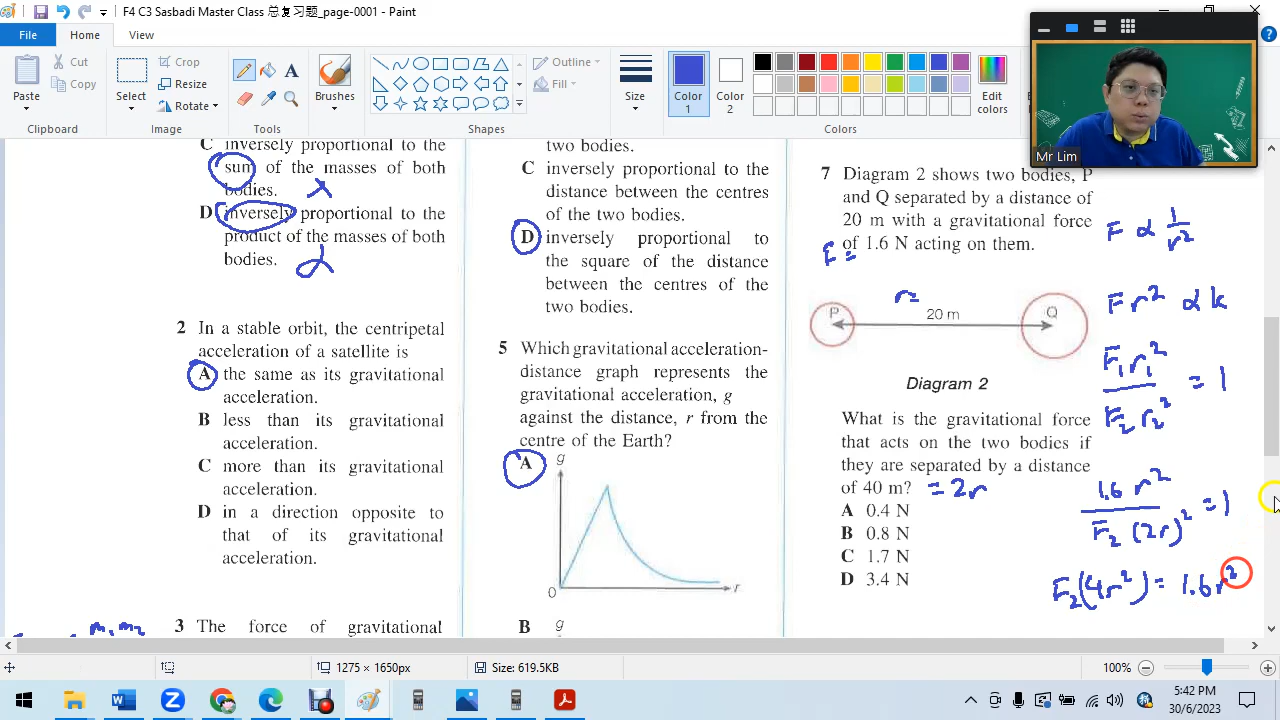 F4 C3 Sasbadi Master Class 总复习题_page-0001 - Paint
File
Home
View
Paste
Cut
Copy
Clipboard
Select
Crop
Resize
Rotate
Image
Tools
Brushes
Shapes
Outline
Fill
Size
Color
1
Color
2
Edit
colors
Colors
Mr Lim
C inversely proportional to the
sum of the masses of both
bodies.
D inversely proportional to the
product of the masses of both
bodies.
2 In a stable orbit, the centripetal
acceleration of a satellite is
A the same as its gravitational
acceleration.
B less than its gravitational
acceleration.
C more than its gravitational
acceleration.
D in a direction opposite to
that of its gravitational
acceleration.
m₁m₂
3 The force of gravitational
two bodies.
C inversely proportional to the
distance between the centres
of the two bodies.
D inversely proportional to
the square of the distance
between the centres of the
two bodies.
5 Which gravitational acceleration-
distance graph represents the
gravitational acceleration, g
against the distance, r from the
centre of the Earth?
A g
0 r
B g
7 Diagram 2 shows two bodies, P
and Q separated by a distance of
20 m with a gravitational force
of 1.6 N acting on them.
F =
r=
P 20 m Q
Diagram 2
What is the gravitational force
that acts on the two bodies if
they are separated by a distance
of 40 m? = 2r
A 0.4 N
B 0.8 N
C 1.7 N
D 3.4 N
F ∝ 1/r²
F r² ∝ k
F₁ r₁² / F₂ r₂² = 1
1.6 r² / F₂ (2r)² = 1
F₂(4r²) = 1.6r²
1275 × 1650px
Size: 619.5KB
100%
5:42 PM
30/6/2023